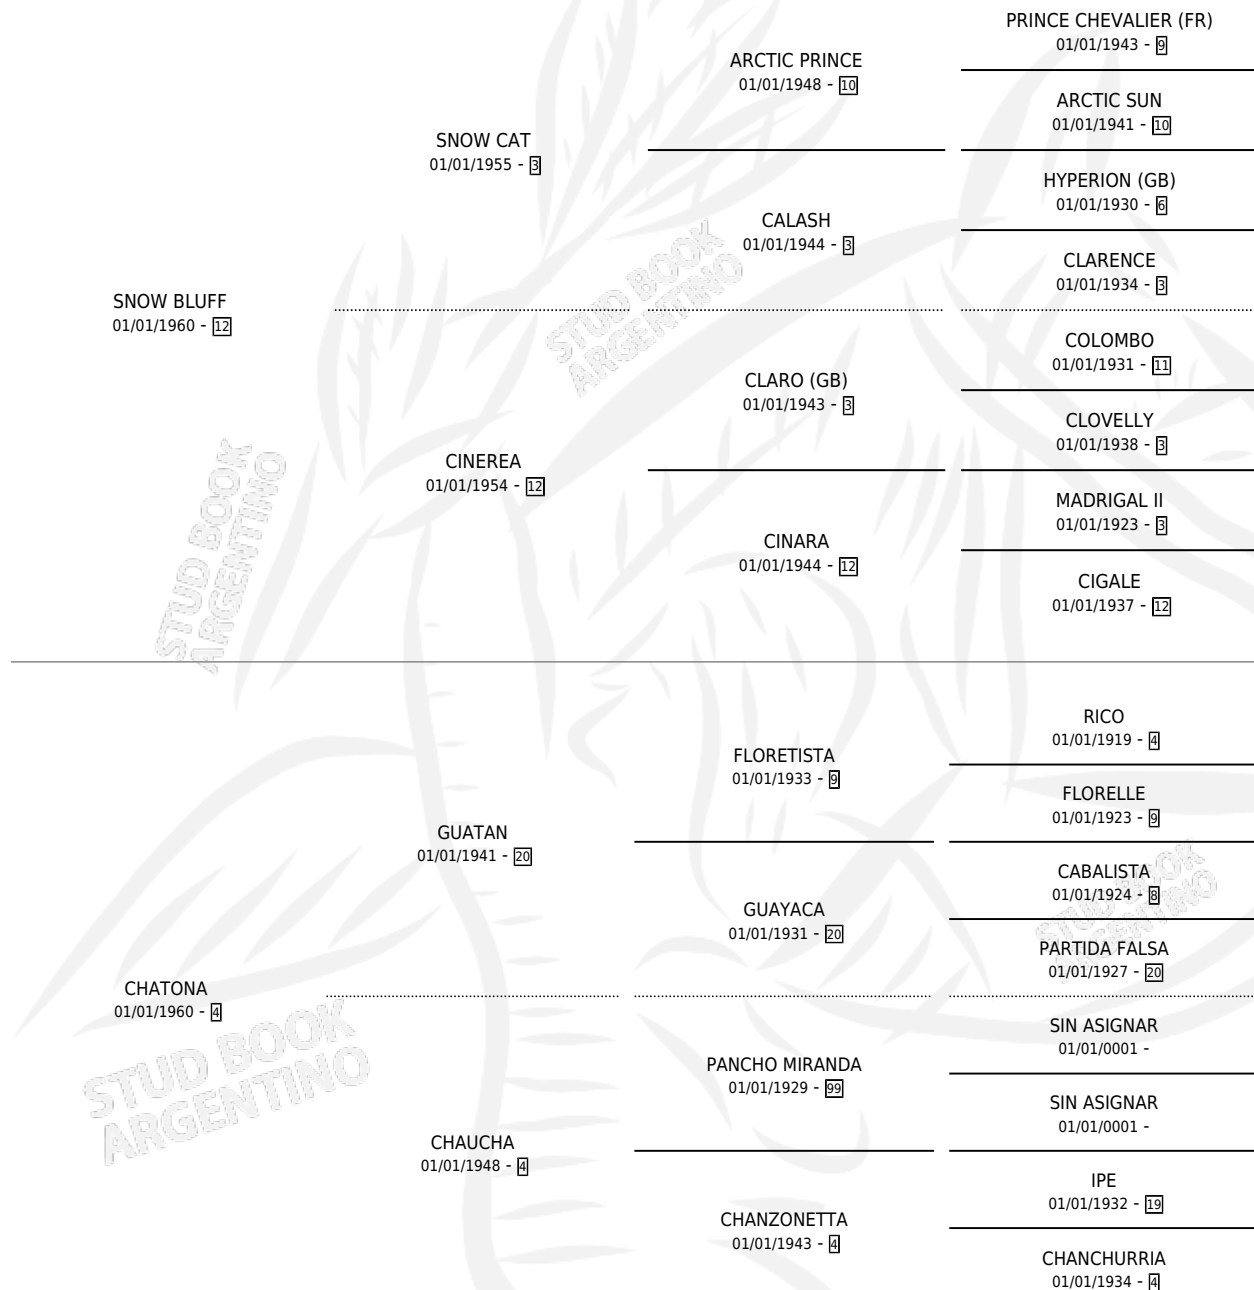 PRINCE CHEVALIER (FR)
01/01/1943 - 9
ARCTIC PRINCE
01/01/1948 - 10
ARCTIC SUN
01/01/1941 - 10
SNOW CAT
01/01/1955 - 3
HYPERION (GB)
01/01/1930 - 6
CALASH
01/01/1944 - 3
CLARENCE
01/01/1934 - 3
SNOW BLUFF
01/01/1960 - 12
COLOMBO
01/01/1931 - 11
CLARO (GB)
01/01/1943 - 3
CLOVELLY
01/01/1938 - 3
CINEREA
01/01/1954 - 12
MADRIGAL II
01/01/1923 - 3
CINARA
01/01/1944 - 12
CIGALE
01/01/1937 - 12
RICO
01/01/1919 - 4
FLORETISTA
01/01/1933 - 9
FLORELLE
01/01/1923 - 9
GUATAN
01/01/1941 - 20
CABALISTA
01/01/1924 - 8
GUAYACA
01/01/1931 - 20
PARTIDA FALSA
01/01/1927 - 20
CHATONA
01/01/1960 - 4
SIN ASIGNAR
01/01/0001 -
PANCHO MIRANDA
01/01/1929 - 99
SIN ASIGNAR
01/01/0001 -
CHAUCHA
01/01/1948 - 4
IPE
01/01/1932 - 19
CHANZONETTA
01/01/1943 - 4
CHANCHURRIA
01/01/1934 - 4
STUD BOOK
ARGENTINO
STUD BOOK
ARGENTINO
STUD BOOK
ARGENTINO
STUD BOOK
ARGENTINO